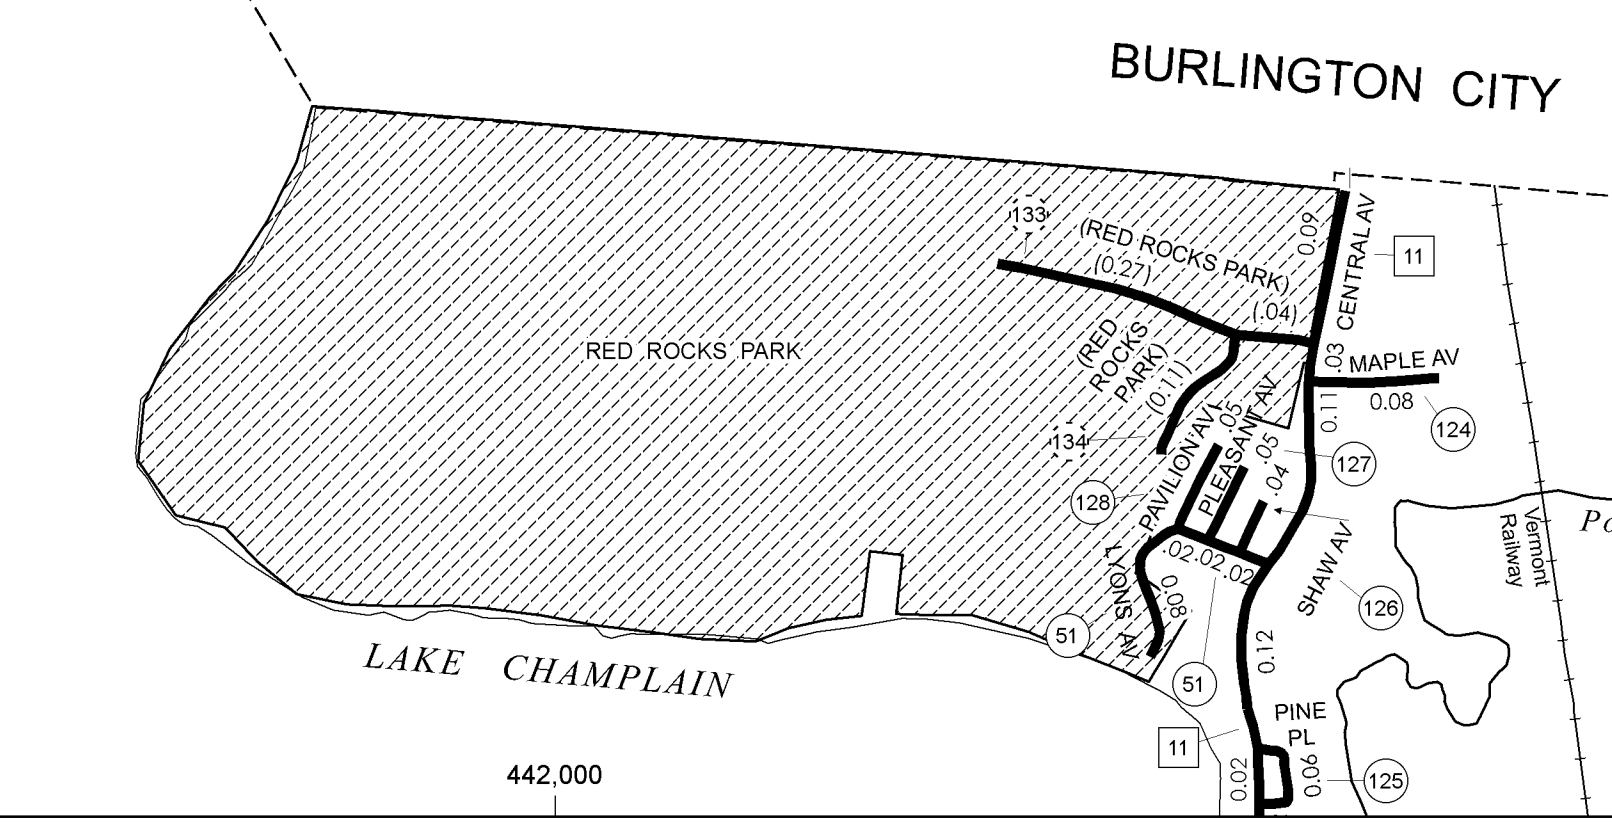 BURLINGTON CITY
133
(RED ROCKS PARK)
(0.27)
(.04)
0.09
CENTRAL AV
11
RED ROCKS PARK
(RED
ROCKS
PARK)
(0.11)
.03
MAPLE AV
0.08
124
0.11
134
PAVILION AV
.05
PLEASANT AV
.05
127
.04
128
SHAW AV
126
Vermont
Railway
Po
.02
.02
.02
LYONS AV
0.08
51
51
0.12
LAKE CHAMPLAIN
PINE
PL
11
0.02
0.06
125
442,000